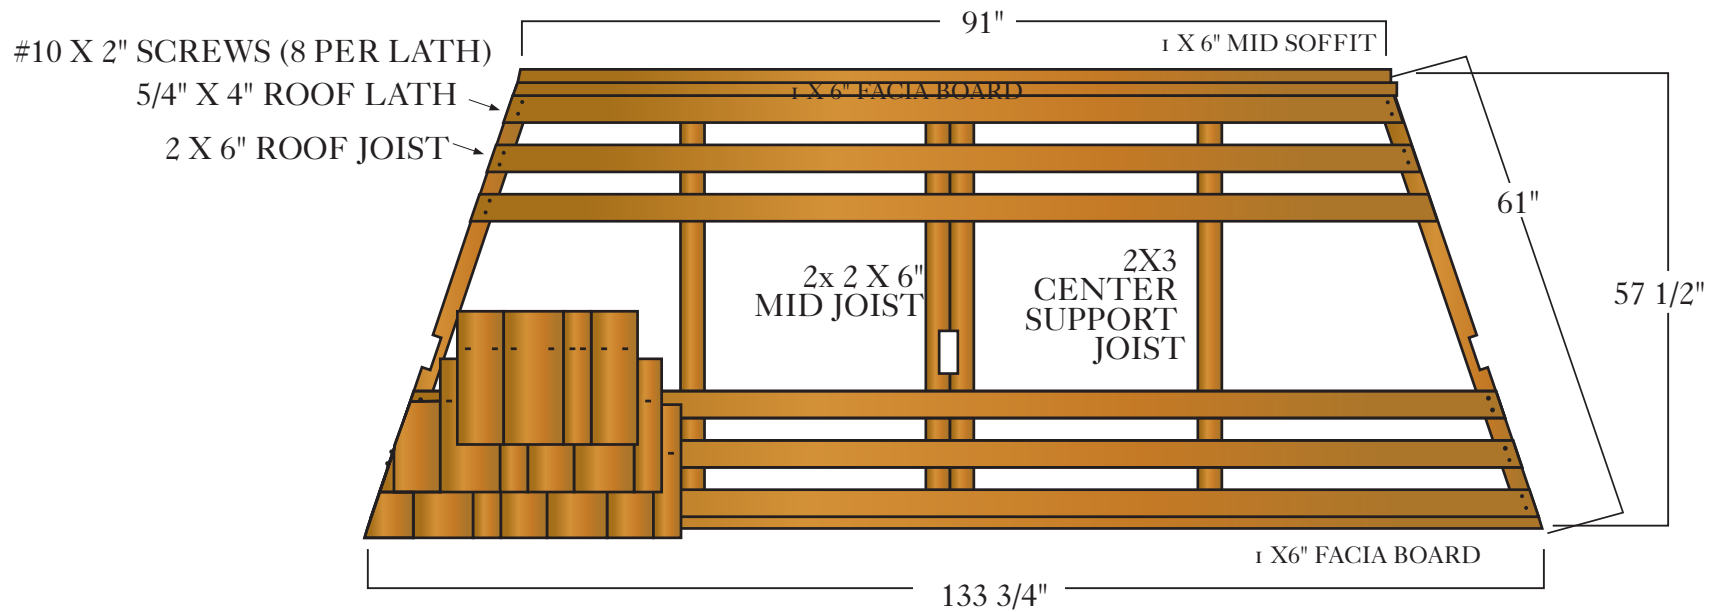 91"
1 X 6" MID SOFFIT
#10 X 2" SCREWS (8 PER LATH)
5/4" X 4" ROOF LATH
1 X 6" FACIA BOARD
2 X 6" ROOF JOIST
61"
2x 2 X 6"
MID JOIST
2X3
CENTER
SUPPORT
JOIST
57 1/2"
1 X6" FACIA BOARD
133 3/4"